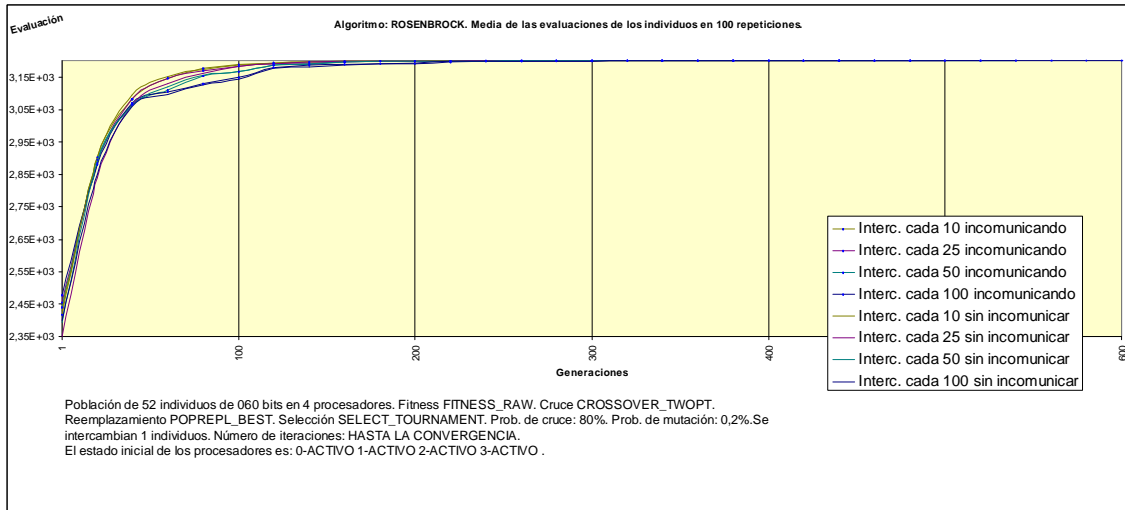 Evaluación
Algoritmo: ROSENBROCK. Media de las evaluaciones de los individuos en 100 repeticiones.
3,15E+03
3,05E+03
2,95E+03
2,85E+03
2,75E+03
2,65E+03
2,55E+03
2,45E+03
2,35E+03
1
100
200
300
400
600
Generaciones
Interc. cada 10 incomunicando
Interc. cada 25 incomunicando
Interc. cada 50 incomunicando
Interc. cada 100 incomunicando
Interc. cada 10 sin incomunicar
Interc. cada 25 sin incomunicar
Interc. cada 50 sin incomunicar
Interc. cada 100 sin incomunicar
Población de 52 individuos de 060 bits en 4 procesadores. Fitness FITNESS_RAW. Cruce CROSSOVER_TWOPT.
Reemplazamiento POPREPL_BEST. Selección SELECT_TOURNAMENT. Prob. de cruce: 80%. Prob. de mutación: 0,2%.Se
intercambian 1 individuos. Número de iteraciones: HASTA LA CONVERGENCIA.
El estado inicial de los procesadores es: 0-ACTIVO 1-ACTIVO 2-ACTIVO 3-ACTIVO .